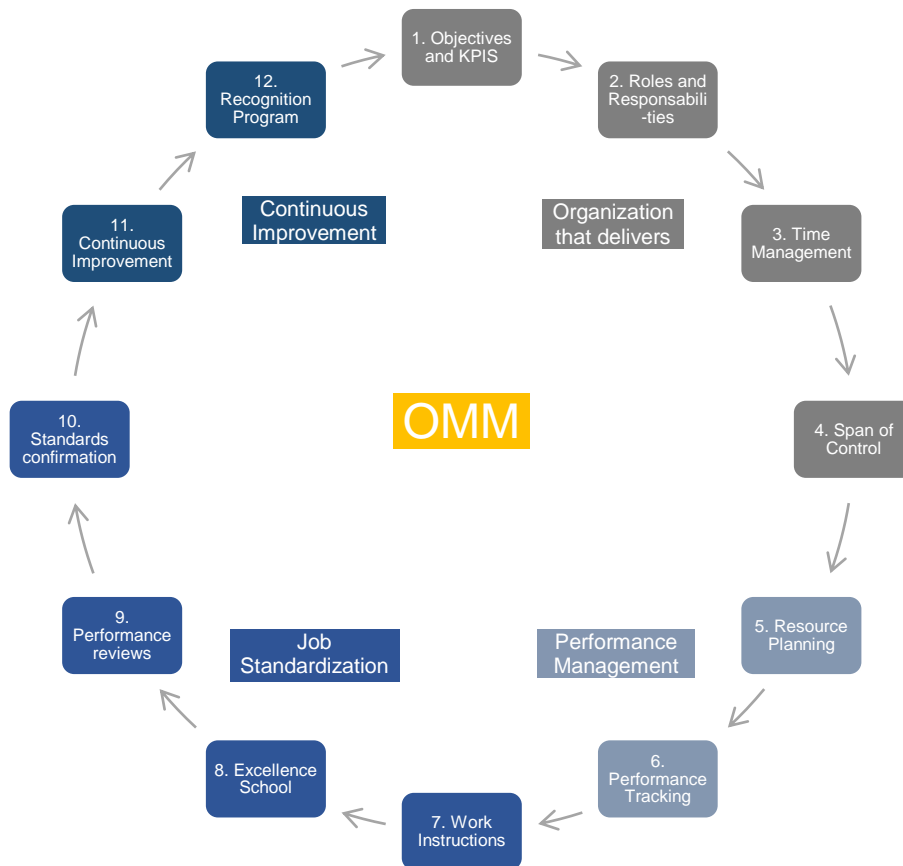 1. Objectives
and KPIS
2. Roles and
Responsabili
-ties
3. Time
Management
4. Span of
Control
5. Resource
Planning
6.
Performance
Tracking
7. Work
Instructions
8. Excellence
School
9.
Performance
reviews
10.
Standards
confirmation
11.
Continuous
Improvement
12.
Recognition
Program
Continuous
Improvement
Organization
that delivers
OMM
Job
Standardization
Performance
Management